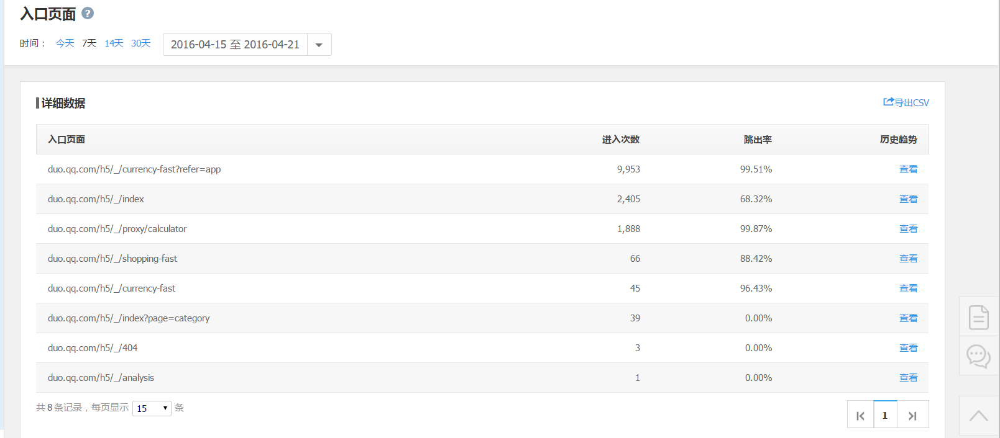 入口页面 ?
时间： 今天 7天 14天 30天 2016-04-15 至 2016-04-21
详细数据 导出CSV
入口页面 进入次数 跳出率 历史趋势
duo.qq.com/h5/_/currency-fast?refer=app 9,953 99.51% 查看
duo.qq.com/h5/_/index 2,405 68.32% 查看
duo.qq.com/h5/_/proxy/calculator 1,888 99.87% 查看
duo.qq.com/h5/_/shopping-fast 66 88.42% 查看
duo.qq.com/h5/_/currency-fast 45 96.43% 查看
duo.qq.com/h5/_/index?page=category 39 0.00% 查看
duo.qq.com/h5/_/404 3 0.00% 查看
duo.qq.com/h5/_/analysis 1 0.00% 查看
共8条记录，每页显示 15 条 1